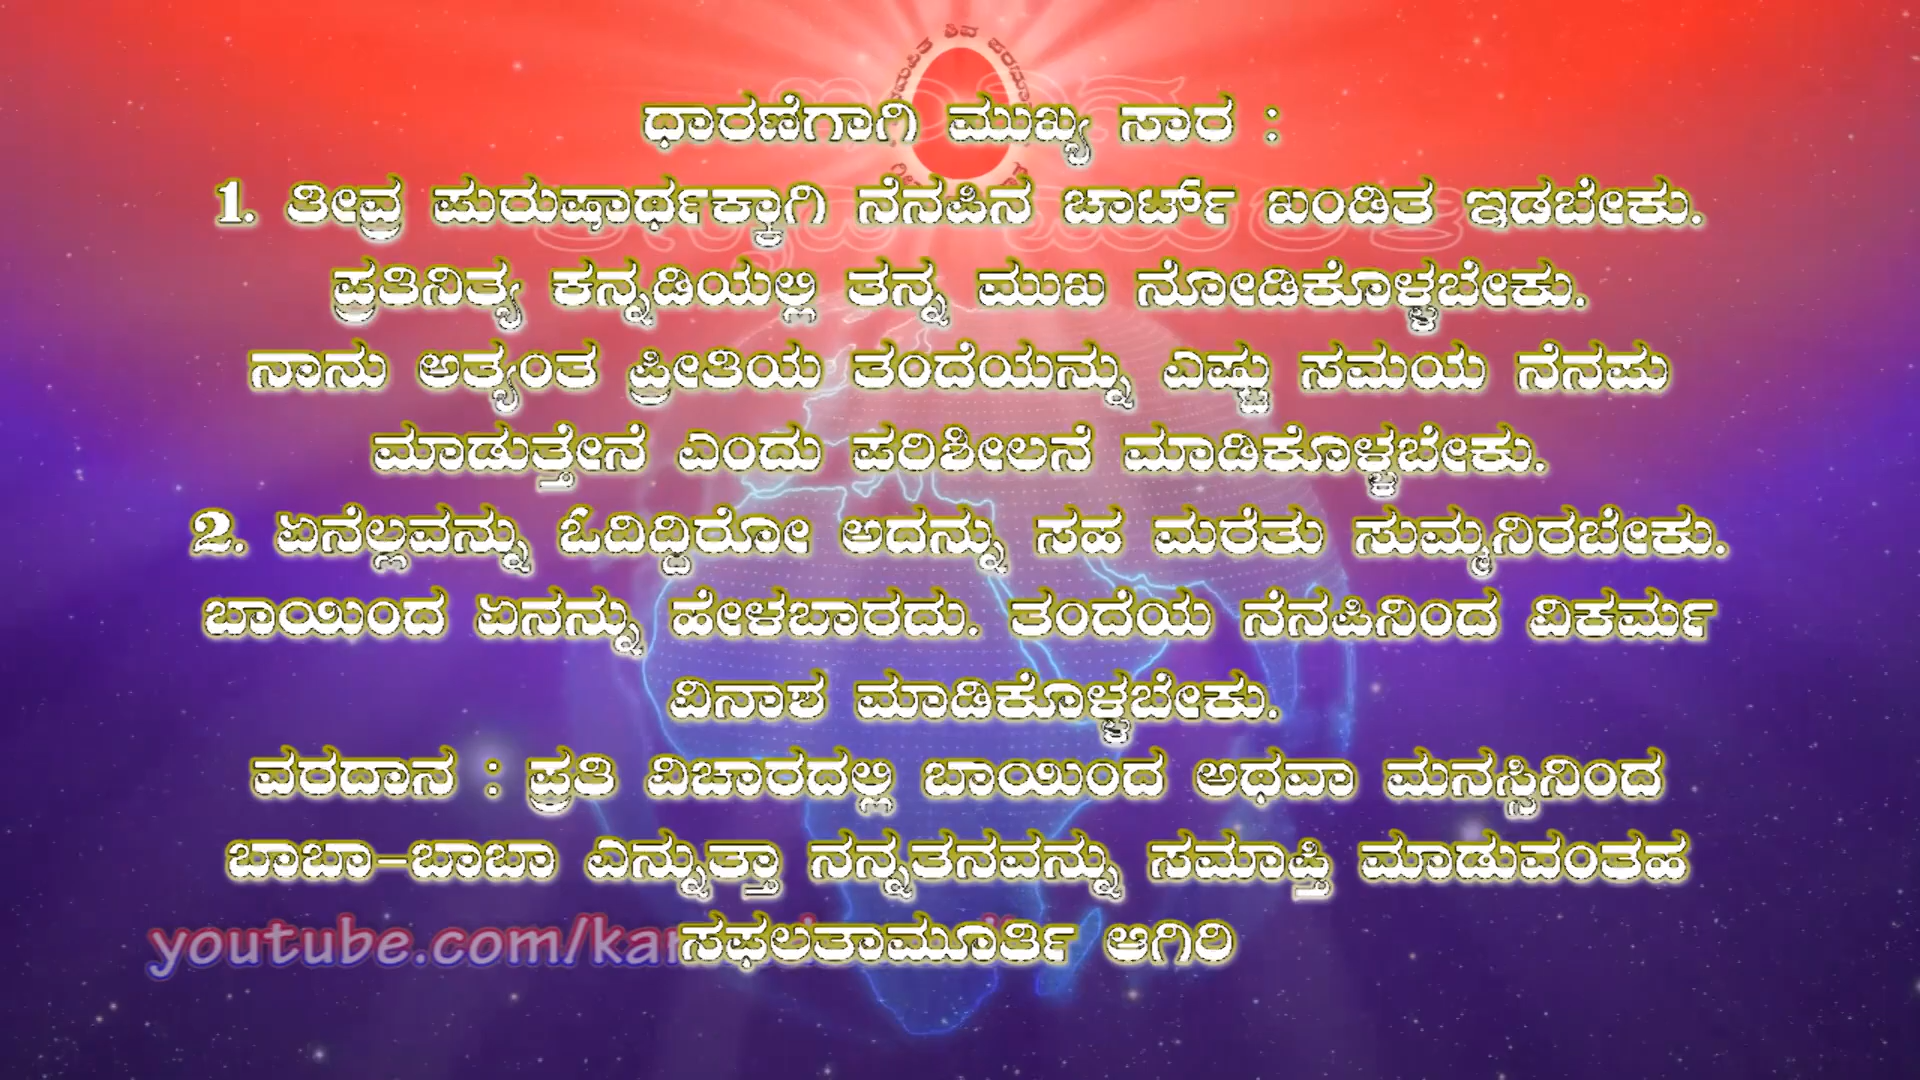 ಧಾರಣೆಗಾಗಿ ಮುಖ್ಯ ಸಾರ :
1. ತೀವ್ರ ಪುರುಷಾರ್ಥಕ್ಕಾಗಿ ನೆನಪಿನ ಚಾರ್ಟ್ ಖಂಡಿತ ಇಡಬೇಕು.
ಪ್ರತಿನಿತ್ಯ ಕನ್ನಡಿಯಲ್ಲಿ ತನ್ನ ಮುಖ ನೋಡಿಕೊಳ್ಳಬೇಕು.
ನಾನು ಅತ್ಯಂತ ಪ್ರೀತಿಯ ತಂದೆಯನ್ನು ಎಷ್ಟು ಸಮಯ ನೆನಪು
ಮಾಡುತ್ತೇನೆ ಎಂದು ಪರಿಶೀಲನೆ ಮಾಡಿಕೊಳ್ಳಬೇಕು.
2. ಏನೆಲ್ಲವನ್ನು ಓದಿದ್ದಿರೋ ಅದನ್ನು ಸಹ ಮರೆತು ಸುಮ್ಮನಿರಬೇಕು.
ಬಾಯಿಂದ ಏನನ್ನು ಹೇಳಬಾರದು. ತಂದೆಯ ನೆನಪಿನಿಂದ ವಿಕರ್ಮ
ವಿನಾಶ ಮಾಡಿಕೊಳ್ಳಬೇಕು.
ವರದಾನ : ಪ್ರತಿ ವಿಚಾರದಲ್ಲಿ ಬಾಯಿಂದ ಅಥವಾ ಮನಸ್ಸಿನಿಂದ
ಬಾಬಾ-ಬಾಬಾ ಎನ್ನುತ್ತಾ ನನ್ನತನವನ್ನು ಸಮಾಪ್ತಿ ಮಾಡುವಂತಹ
ಸಫಲತಾಮೂರ್ತಿ ಆಗಿರಿ
youtube.com/kar